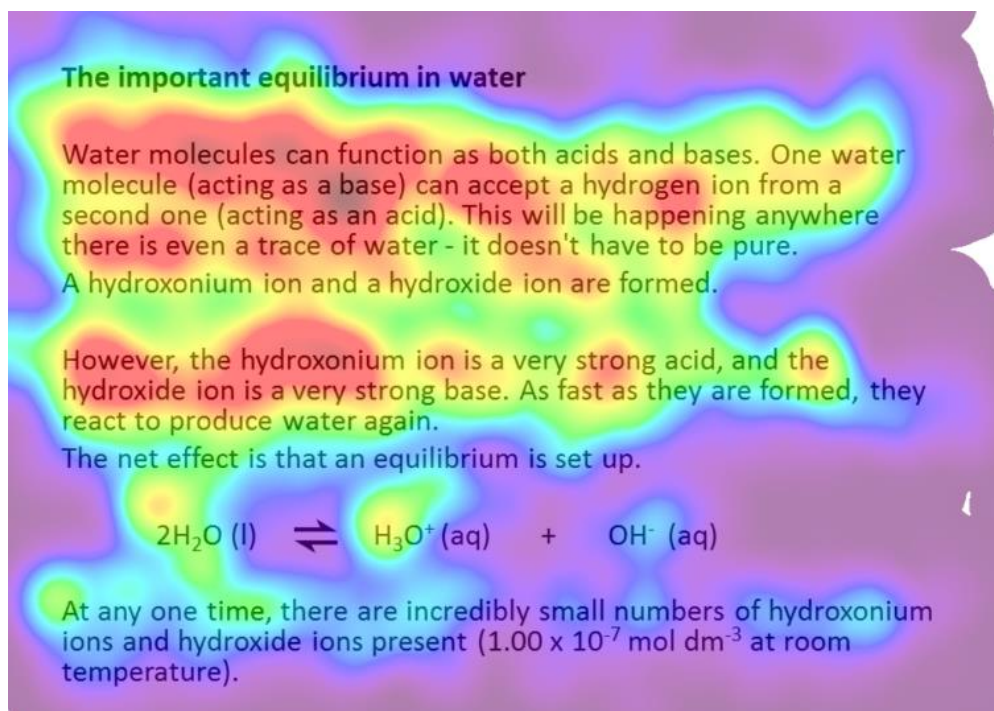 The important equilibrium in water
Water molecules can function as both acids and bases. One water
molecule (acting as a base) can accept a hydrogen ion from a
second one (acting as an acid). This will be happening anywhere
there is even a trace of water - it doesn't have to be pure.
A hydroxonium ion and a hydroxide ion are formed.
However, the hydroxonium ion is a very strong acid, and the
hydroxide ion is a very strong base. As fast as they are formed, they
react to produce water again.
The net effect is that an equilibrium is set up.
2H₂O (l) ⇌ H₃O⁺ (aq) + OH⁻ (aq)
At any one time, there are incredibly small numbers of hydroxonium
ions and hydroxide ions present (1.00 x 10⁻⁷ mol dm⁻³ at room
temperature).